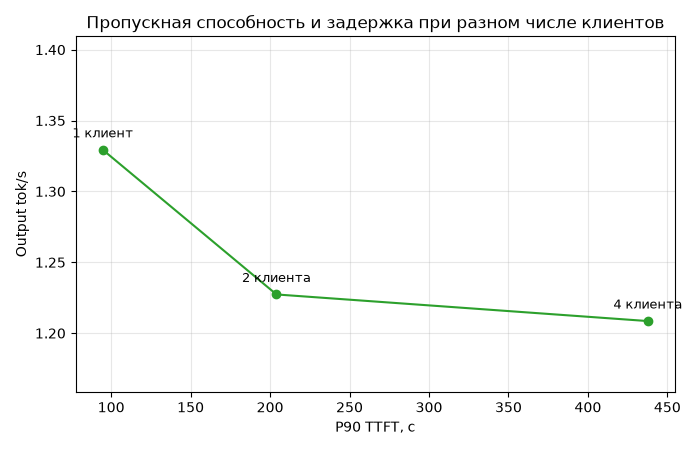 Пропускная способность и задержка при разном числе клиентов
1.40
1.35
1.30
1.25
1.20
Output tok/s
1 клиент
2 клиента
4 клиента
100 150 200 250 300 350 400 450
P90 TTFT, с